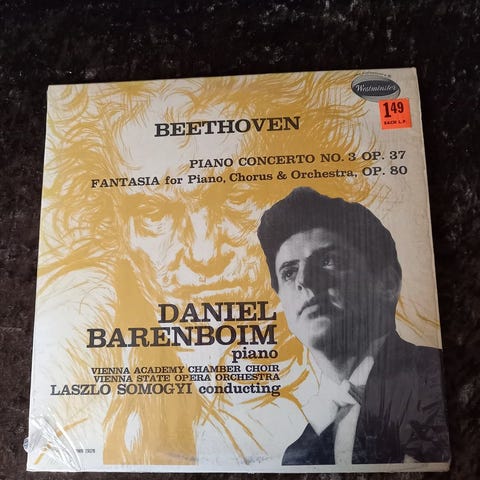 Westminster
1 49
EACH L.P.
BEETHOVEN
PIANO CONCERTO NO. 3 OP. 37
FANTASIA for Piano, Chorus & Orchestra, OP. 80
DANIEL
BARENBOIM
piano
VIENNA ACADEMY CHAMBER CHOIR
VIENNA STATE OPERA ORCHESTRA
LASZLO SOMOGYI conducting